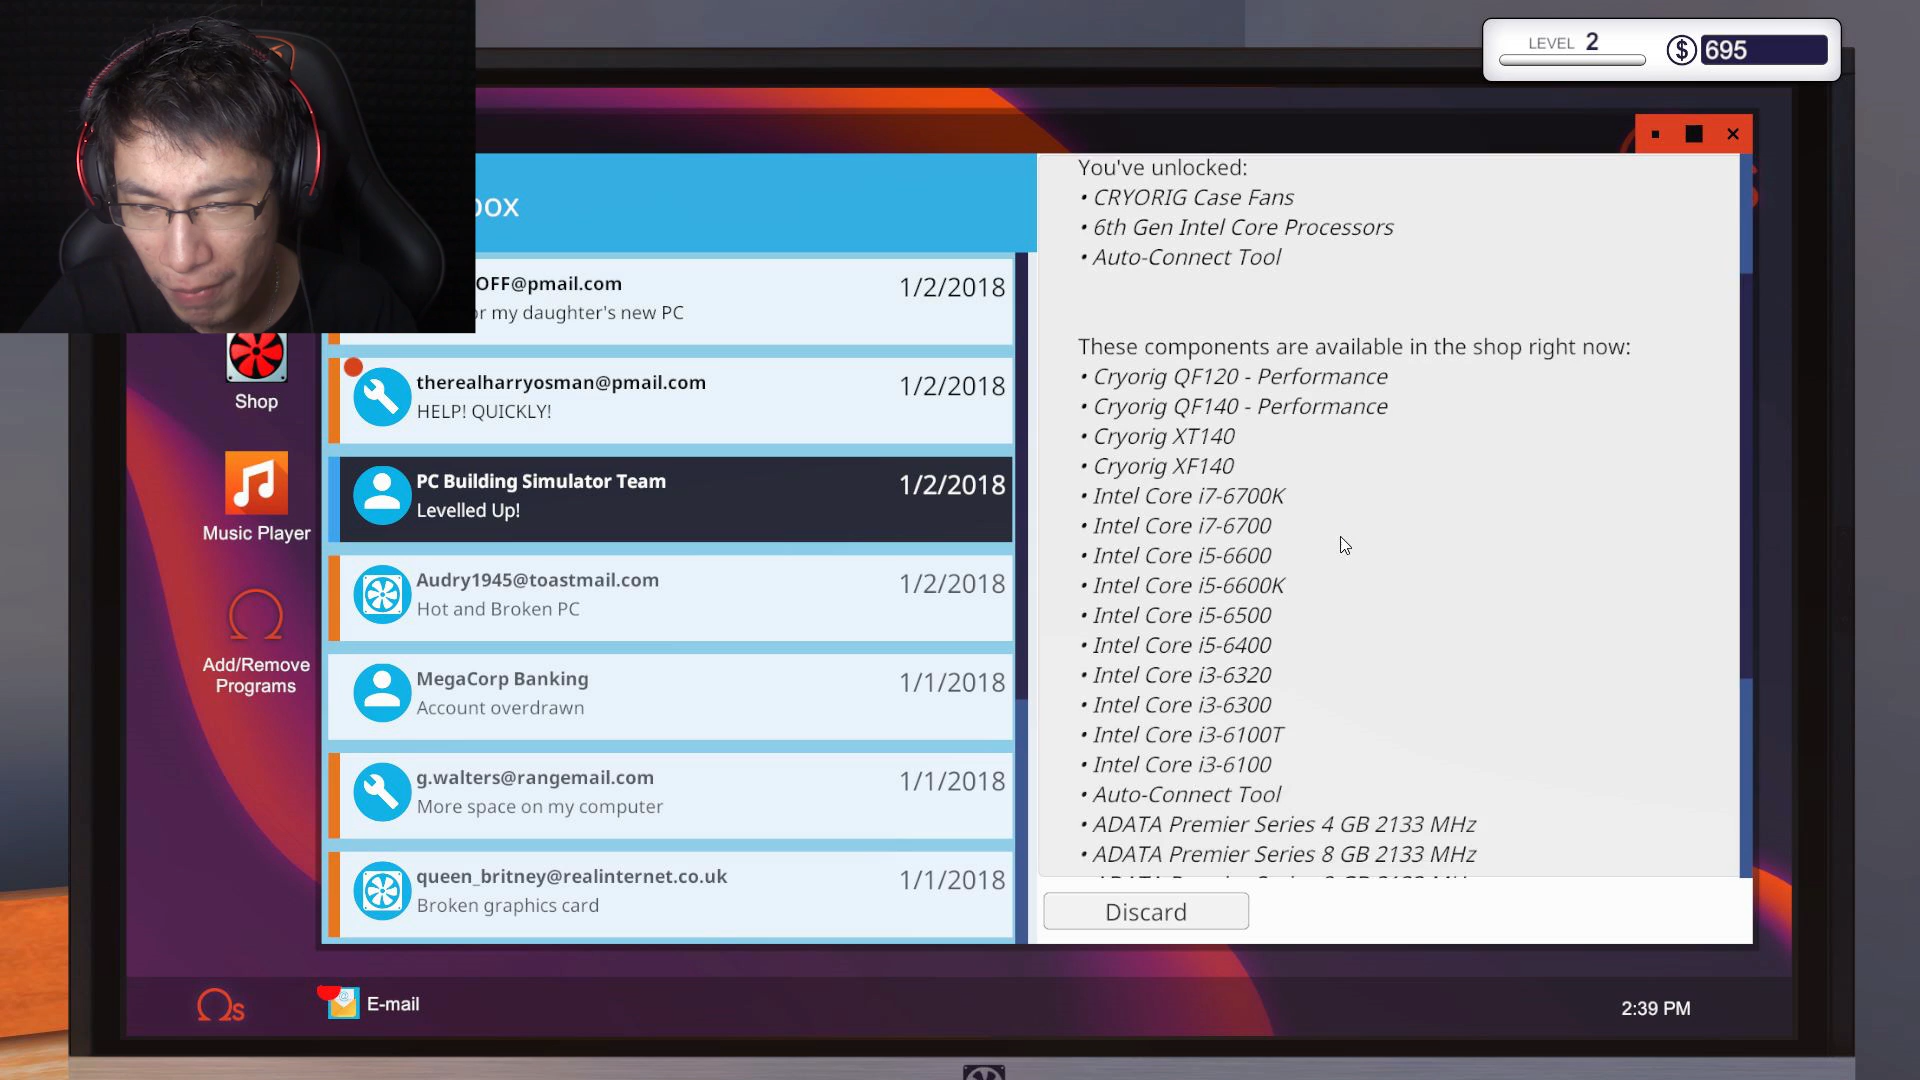 LEVEL 2
$ 695
box
OFF@pmail.com
1/2/2018
or my daughter's new PC
therealharryosman@pmail.com
1/2/2018
HELP! QUICKLY!
PC Building Simulator Team
1/2/2018
Levelled Up!
Audry1945@toastmail.com
1/2/2018
Hot and Broken PC
MegaCorp Banking
1/1/2018
Account overdrawn
g.walters@rangemail.com
1/1/2018
More space on my computer
queen_britney@realinternet.co.uk
1/1/2018
Broken graphics card
You've unlocked:
• CRYORIG Case Fans
• 6th Gen Intel Core Processors
• Auto-Connect Tool
These components are available in the shop right now:
• Cryorig QF120 - Performance
• Cryorig QF140 - Performance
• Cryorig XT140
• Cryorig XF140
• Intel Core i7-6700K
• Intel Core i7-6700
• Intel Core i5-6600
• Intel Core i5-6600K
• Intel Core i5-6500
• Intel Core i5-6400
• Intel Core i3-6320
• Intel Core i3-6300
• Intel Core i3-6100T
• Intel Core i3-6100
• Auto-Connect Tool
• ADATA Premier Series 4 GB 2133 MHz
• ADATA Premier Series 8 GB 2133 MHz
Discard
Shop
Music Player
Add/Remove
Programs
Ωs
E-mail
2:39 PM